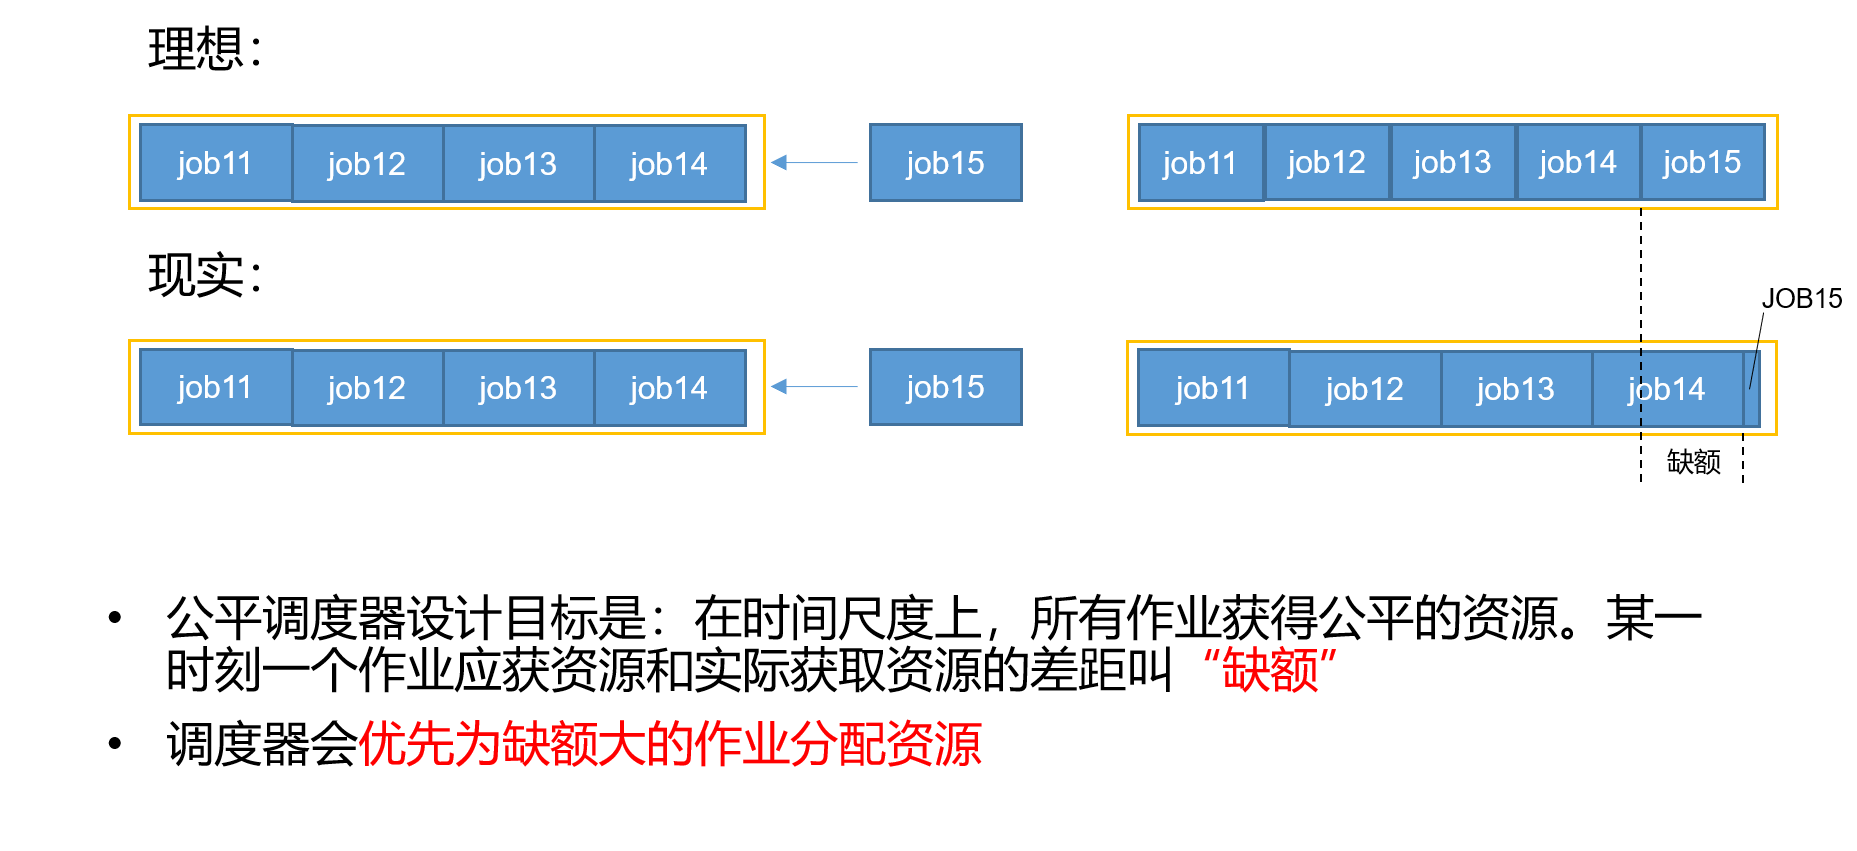 理想：
job11 job12 job13 job14 job15 job11 job12 job13 job14 job15
现实：
JOB15
job11 job12 job13 job14 job15 job11 job12 job13 job14
缺额
• 公平调度器设计目标是：在时间尺度上，所有作业获得公平的资源。某一
时刻一个作业应获资源和实际获取资源的差距叫“缺额”
• 调度器会优先为缺额大的作业分配资源